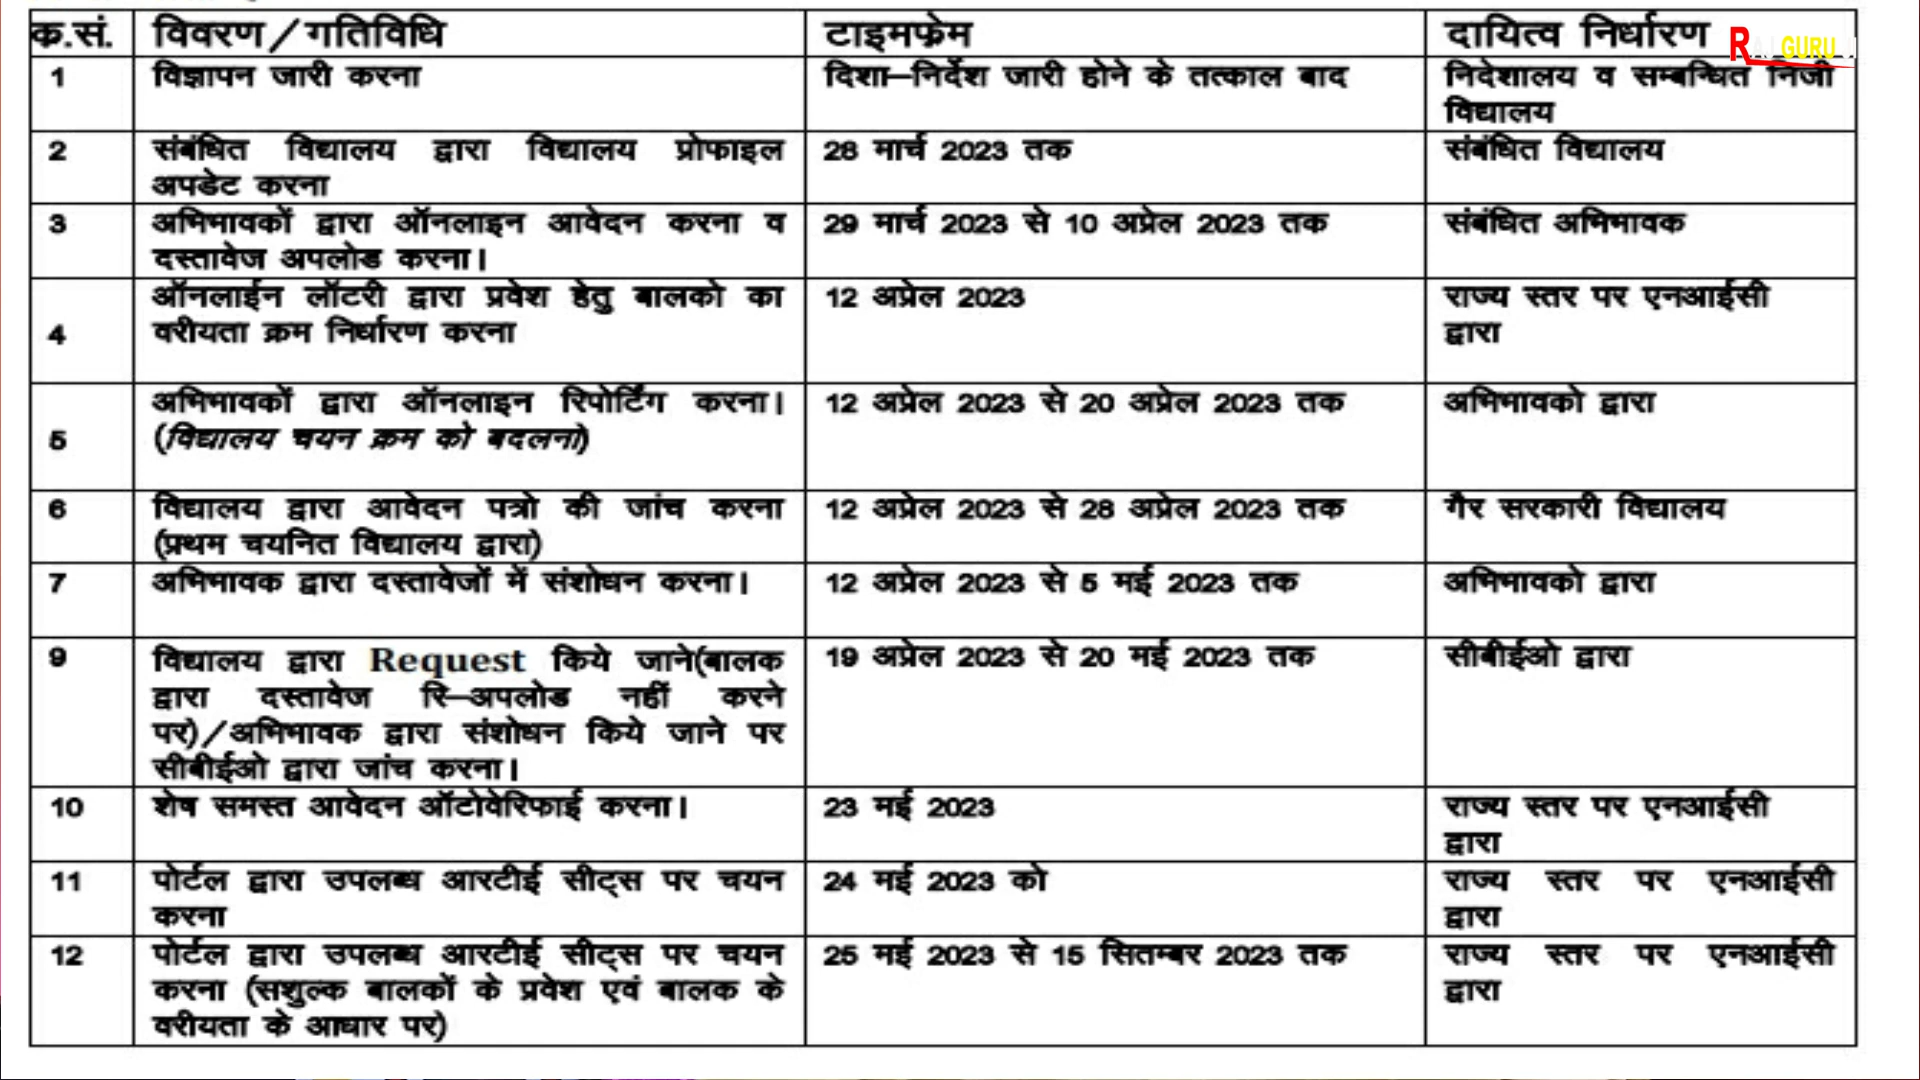 क.सं. विवरण/गतिविधि टाइमफ्रेम दायित्व निर्धारण
RAJ GURU JI
1 विज्ञापन जारी करना दिशा–निर्देश जारी होने के तत्काल बाद निदेशालय व सम्बन्धित निजी
विद्यालय
2 संबंधित विद्यालय द्वारा विद्यालय प्रोफाइल 28 मार्च 2023 तक संबंधित विद्यालय
अपडेट करना
3 अभिभावकों द्वारा ऑनलाइन आवेदन करना व 29 मार्च 2023 से 10 अप्रेल 2023 तक संबंधित अभिभावक
दस्तावेज अपलोड करना।
ऑनलाईन लॉटरी द्वारा प्रवेश हेतु बालको का 12 अप्रेल 2023 राज्य स्तर पर एनआईसी
4 वरीयता क्रम निर्धारण करना द्वारा
अभिभावकों द्वारा ऑनलाइन रिपोर्टिंग करना। 12 अप्रेल 2023 से 20 अप्रेल 2023 तक अभिभावको द्वारा
5 (विद्यालय चयन क्रम को बदलना)
6 विद्यालय द्वारा आवेदन पत्रो की जांच करना 12 अप्रेल 2023 से 28 अप्रेल 2023 तक गैर सरकारी विद्यालय
(प्रथम चयनित विद्यालय द्वारा)
7 अभिभावक द्वारा दस्तावेजों में संशोधन करना। 12 अप्रेल 2023 से 5 मई 2023 तक अभिभावको द्वारा
9 विद्यालय द्वारा Request किये जाने(बालक 19 अप्रेल 2023 से 20 मई 2023 तक सीबीईओ द्वारा
द्वारा दस्तावेज रि–अपलोड नहीं करने
पर)/अभिभावक द्वारा संशोधन किये जाने पर
सीबीईओ द्वारा जांच करना।
10 शेष समस्त आवेदन ऑटोवेरिफाई करना। 23 मई 2023 राज्य स्तर पर एनआईसी
द्वारा
11 पोर्टल द्वारा उपलब्ध आरटीई सीट्स पर चयन 24 मई 2023 को राज्य स्तर पर एनआईसी
करना द्वारा
12 पोर्टल द्वारा उपलब्ध आरटीई सीट्स पर चयन 25 मई 2023 से 15 सितम्बर 2023 तक राज्य स्तर पर एनआईसी
करना (सशुल्क बालकों के प्रवेश एवं बालक के द्वारा
वरीयता के आधार पर)